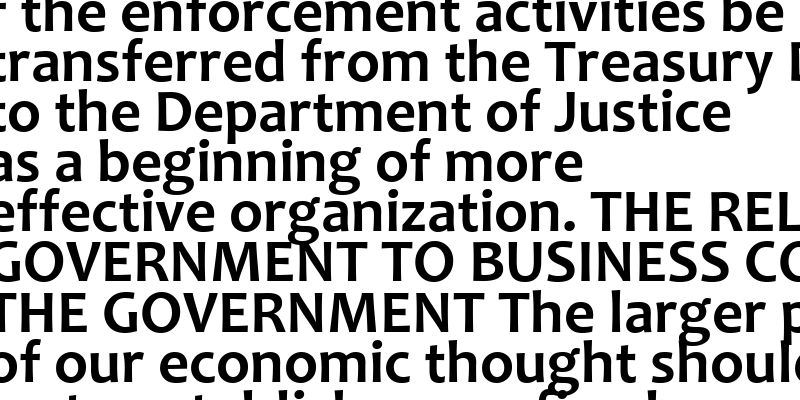 the enforcement activities be
transferred from the Treasury
to the Department of Justice
as a beginning of more
effective organization. THE REL
GOVERNMENT TO BUSINESS CO
THE GOVERNMENT The larger p
of our economic thought should